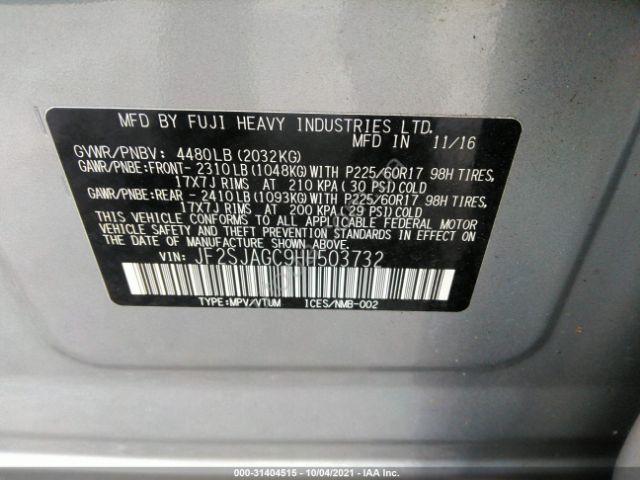 MFD BY FUJI HEAVY INDUSTRIES LTD.
MFD IN 11/16
GVWR/PNBV: 4480LB (2032KG)
GAWR/PNBE:FRONT- 2310LB (1048KG) WITH P225/60R17 98H TIRES,
17X7J RIMS AT 210 KPA (30 PSI) COLD
GAWR/PNBE:REAR - 2410LB (1093KG) WITH P225/60R17 98H TIRES,
17X7J RIMS AT 200 KPA (29 PSI) COLD
THIS VEHICLE CONFORMS TO ALL APPLICABLE FEDERAL MOTOR
VEHICLE SAFETY, BUMPER, AND THEFT PREVENTION
STANDARDS IN EFFECT ON THE DATE OF MANUFACTURE SHOWN ABOVE.
VIN: JF2SJAGC9HH503732
TYPE:MPV/VTUM ICES/NMB-002
000-31404515 - 10/04/2021 - IAA Inc.